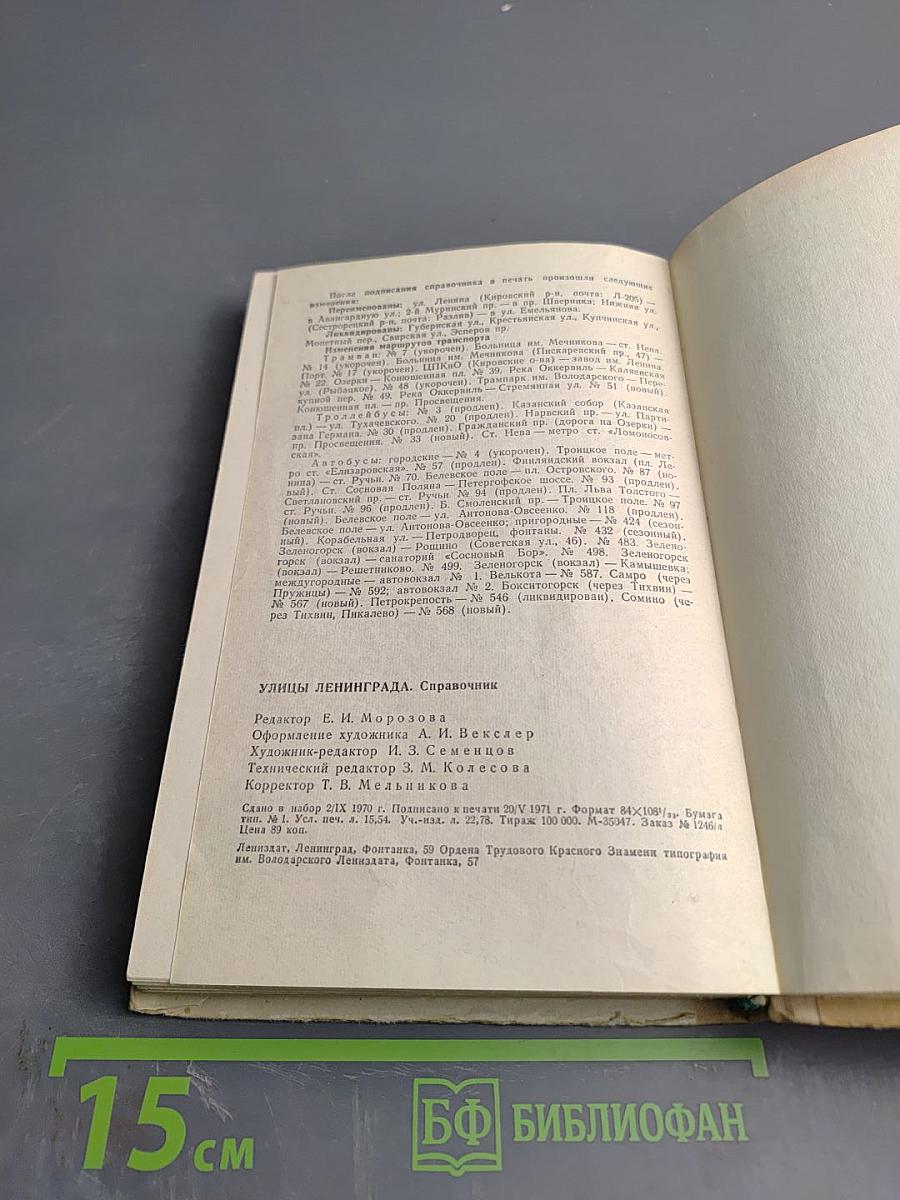 После подписания справочника в печать произошли следующие
изменения:
Переименованы: ул. Ленина (Кировский р-н, почта: Л-205) —
в Авангардную ул.; 2-й Муринский пр. — в пр. Шверника; Нижняя ул.
(Сестрорецкий р-н, почта: Разлив) — в ул. Емельянова.
Ликвидированы: Губернская ул., Крестьянская ул., Купчинская ул.,
Монетный пер., Свирская ул., Эсперов пр.
Изменения маршрутов транспорта
Трамваи: № 7 (укорочен). Больница им. Мечникова — ст. Нева.
№ 14 (укорочен). Больница им. Мечникова (Пискаревский пр., 47) —
Порт. № 17 (укорочен). ЦПКиО (Кировские о-ва) — завод им. Ленина.
№ 22. Озерки — Конюшенная пл. № 39. Река Оккервиль — Каляевская
ул. (Рыбацкое). № 48 (укорочен). Трампарк им. Володарского — Пере-
купной пер. № 49. Река Оккервиль — Стремянная ул. № 51 (новый).
Конюшенная пл. — пр. Просвещения.
Троллейбусы: № 3 (продлен). Казанский собор (Казанская
пл.) — ул. Тухачевского. № 20 (продлен). Нарвский пр. — ул. Парти-
зана Германа. № 30 (продлен). Гражданский пр. (дорога на Озерки) —
пр. Просвещения. № 33 (новый). Ст. Нева — метро ст. «Ломоносов-
ская».
Автобусы: городские — № 4 (укорочен). Троицкое поле — мет-
ро ст. «Елизаровская». № 57 (продлен). Финляндский вокзал (пл. Ле-
нина) — ст. Ручьи. № 70. Белевское поле — пл. Островского. № 87 (но-
вый). Ст. Сосновая Поляна — Петергофское шоссе. № 93 (продлен).
Светлановский пр. — ст. Ручьи. № 94 (продлен). Пл. Льва Толстого —
ст. Ручьи. № 96 (продлен). Б. Смоленский пр. — Троицкое поле. № 97
(новый). Белевское поле — ул. Антонова-Овсеенко. № 118 (продлен).
Белевское поле — ул. Антонова-Овсеенко; пригородные — № 424 (сезон-
ный). Корабельная ул. — Петродворец, фонтаны. № 432 (сезонный).
Зеленогорск (вокзал) — Рощино (Советская ул., 46). № 483. Зелено-
горск (вокзал) — санаторий «Сосновый Бор». № 498. Зеленогорск
(вокзал) — Решетниково. № 499. Зеленогорск (вокзал) — Камышевка;
междугородные — автовокзал № 1. Велькота — № 587. Самро (через
Пружицы) — № 592; автовокзал № 2. Бокситогорск (через Тихвин) —
№ 567 (новый). Петрокрепость — № 546 (ликвидирован). Сомино (че-
рез Тихвин, Пикалево) — № 568 (новый).
УЛИЦЫ ЛЕНИНГРАДА. Справочник
Редактор Е. И. Морозова
Оформление художника А. И. Векслер
Художник-редактор И. З. Семенцов
Технический редактор З. М. Колесова
Корректор Т. В. Мельникова
Сдано в набор 2/IX 1970 г. Подписано к печати 20/V 1971 г. Формат 84×108¹/₃₂. Бумага
тип. № 1. Усл. печ. л. 15,54. Уч.-изд. л. 22,78. Тираж 100 000. М-35047. Заказ № 1246/л
Цена 89 коп.
Лениздат, Ленинград, Фонтанка, 59 Ордена Трудового Красного Знамени типография
им. Володарского Лениздата, Фонтанка, 57
15 см
БФ БИБЛИОФАН